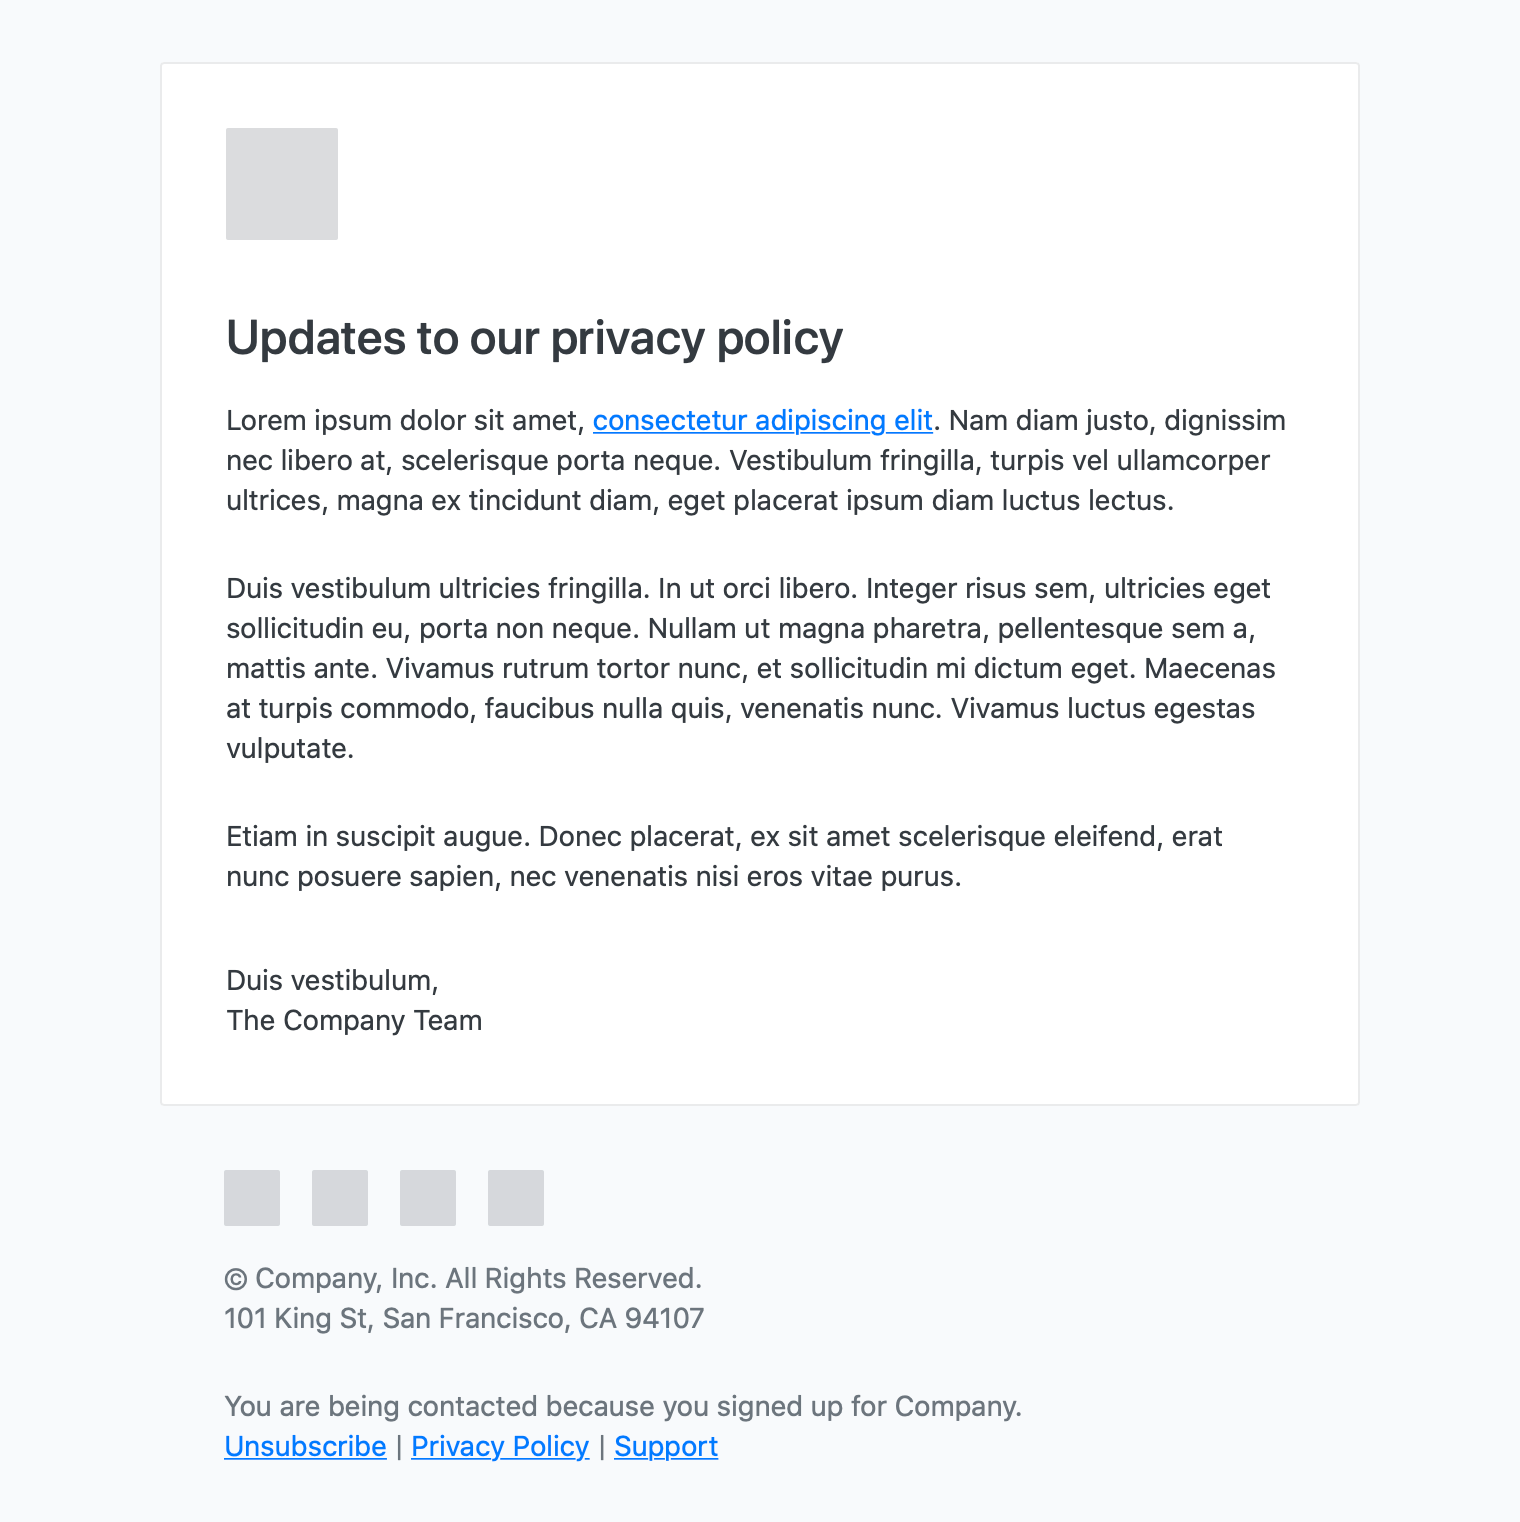 Updates to our privacy policy
Lorem ipsum dolor sit amet, consectetur adipiscing elit. Nam diam justo, dignissim
nec libero at, scelerisque porta neque. Vestibulum fringilla, turpis vel ullamcorper
ultrices, magna ex tincidunt diam, eget placerat ipsum diam luctus lectus.
Duis vestibulum ultricies fringilla. In ut orci libero. Integer risus sem, ultricies eget
sollicitudin eu, porta non neque. Nullam ut magna pharetra, pellentesque sem a,
mattis ante. Vivamus rutrum tortor nunc, et sollicitudin mi dictum eget. Maecenas
at turpis commodo, faucibus nulla quis, venenatis nunc. Vivamus luctus egestas
vulputate.
Etiam in suscipit augue. Donec placerat, ex sit amet scelerisque eleifend, erat
nunc posuere sapien, nec venenatis nisi eros vitae purus.
Duis vestibulum,
The Company Team
© Company, Inc. All Rights Reserved.
101 King St, San Francisco, CA 94107
You are being contacted because you signed up for Company.
Unsubscribe | Privacy Policy | Support